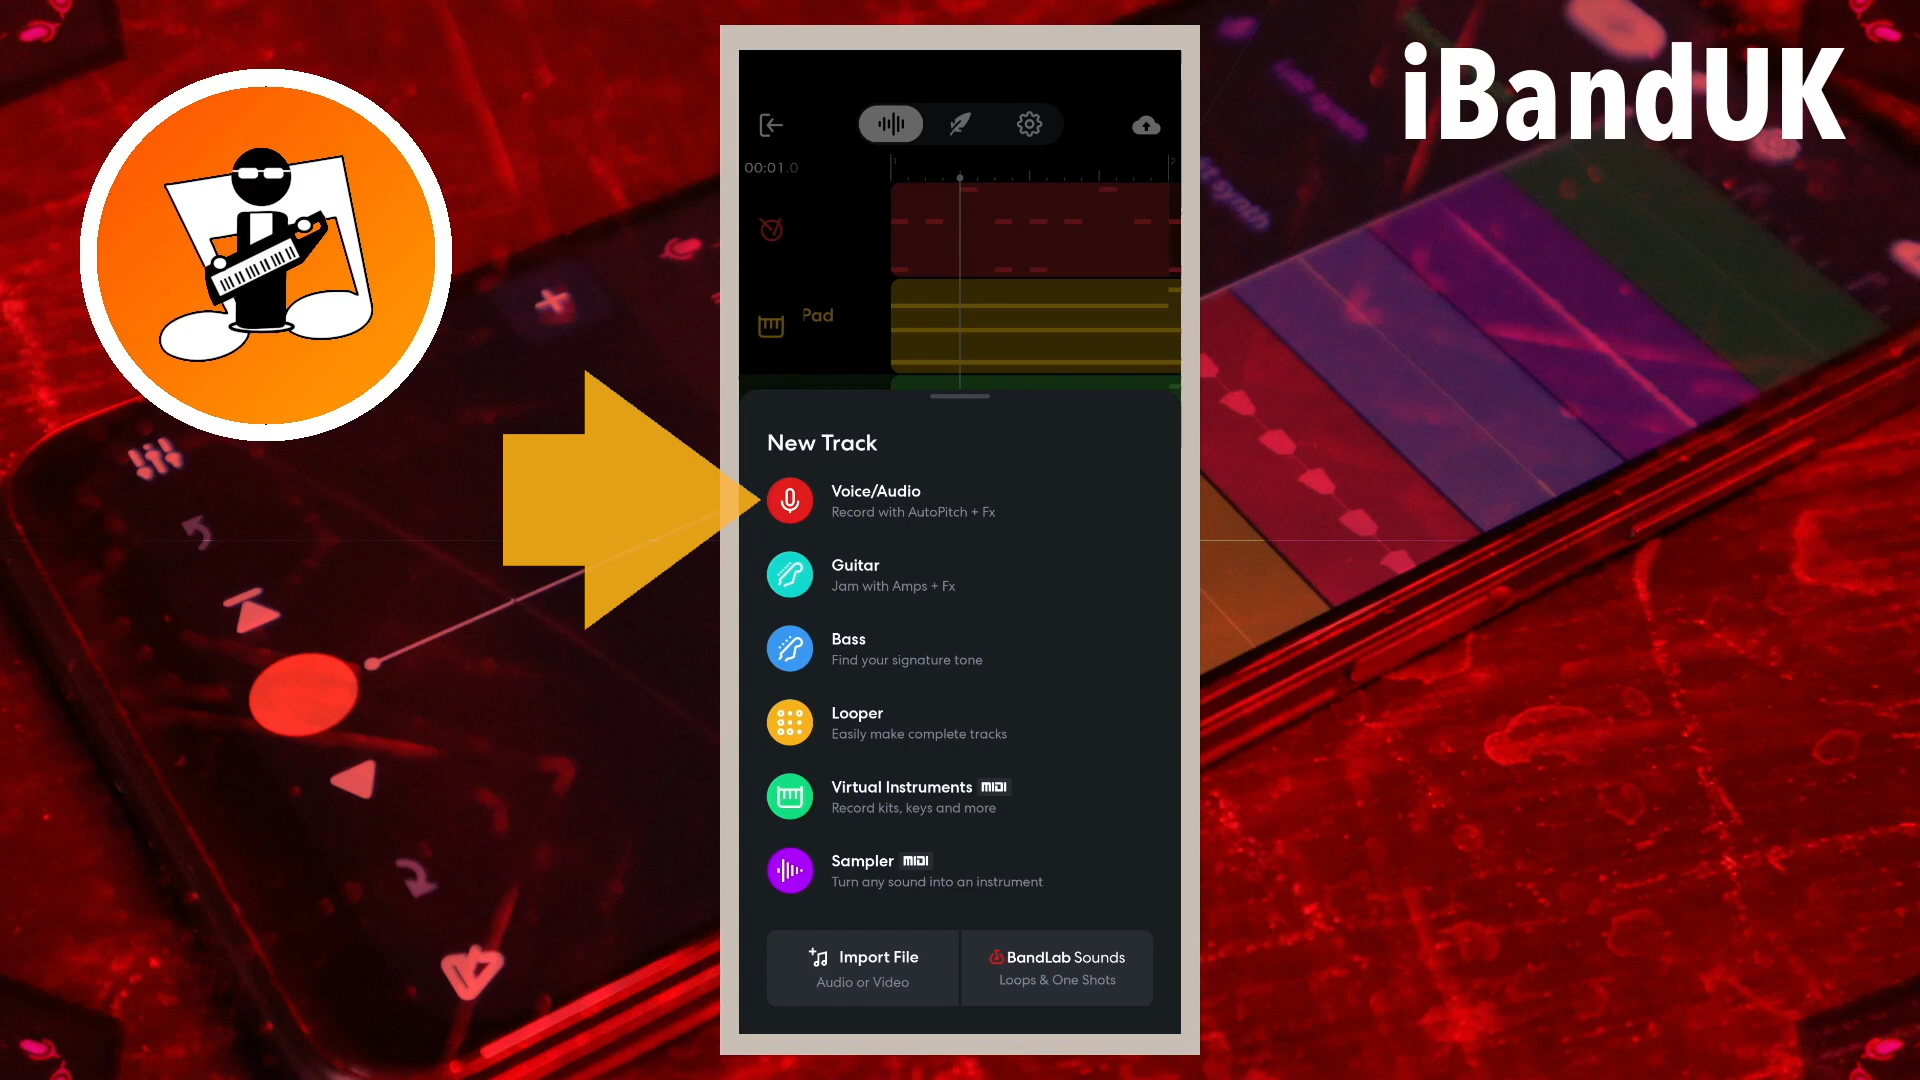 iBandUK
00:01.0
1
2
Pad
New Track
Voice/Audio
Record with AutoPitch + Fx
Guitar
Jam with Amps + Fx
Bass
Find your signature tone
Looper
Easily make complete tracks
Virtual Instruments MIDI
Record kits, keys and more
Sampler MIDI
Turn any sound into an instrument
Import File
Audio or Video
BandLab Sounds
Loops & One Shots